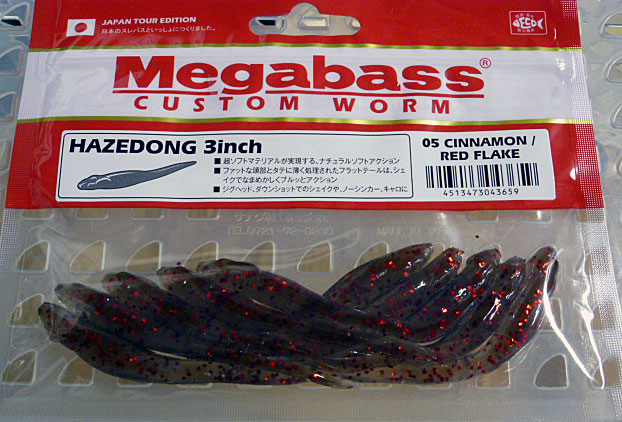 JAPAN TOUR EDITION
日本のスレバスといっしょにつくりました。
3inch
ECO
Megabass®
CUSTOM WORM
HAZEDONG 3inch
■超ソフトマテリアルが実現する、ナチュラルソフトアクション
■ファットな頭部とタテに薄く処理されたフラットテールは、シェイクでなまめかしくブルッとアクション
■ジグヘッド、ダウンショットでのシェイクや、ノーシンカー、キャロに
05 CINNAMON /
RED FLAKE
4513473043659